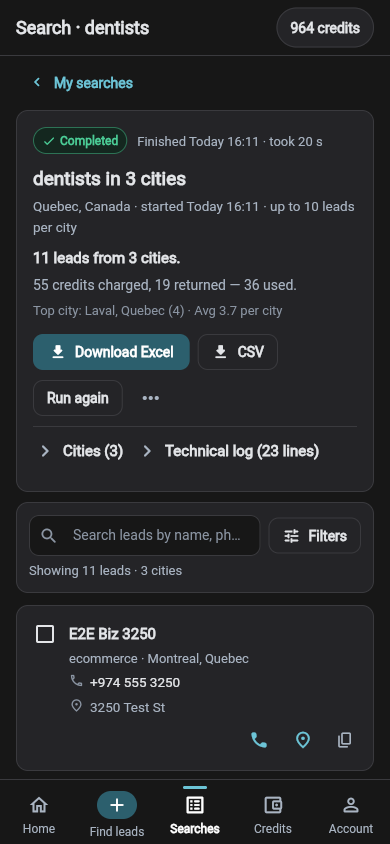 Search · dentists
964 credits
My searches
Completed
Finished Today 16:11 · took 20 s
dentists in 3 cities
Quebec, Canada · started Today 16:11 · up to 10 leads
per city
11 leads from 3 cities.
55 credits charged, 19 returned — 36 used.
Top city: Laval, Quebec (4) · Avg 3.7 per city
Download Excel
CSV
Run again
Cities (3)
Technical log (23 lines)
Search leads by name, ph...
Filters
Showing 11 leads · 3 cities
E2E Biz 3250
ecommerce · Montreal, Quebec
+974 555 3250
3250 Test St
Home
Find leads
Searches
Credits
Account